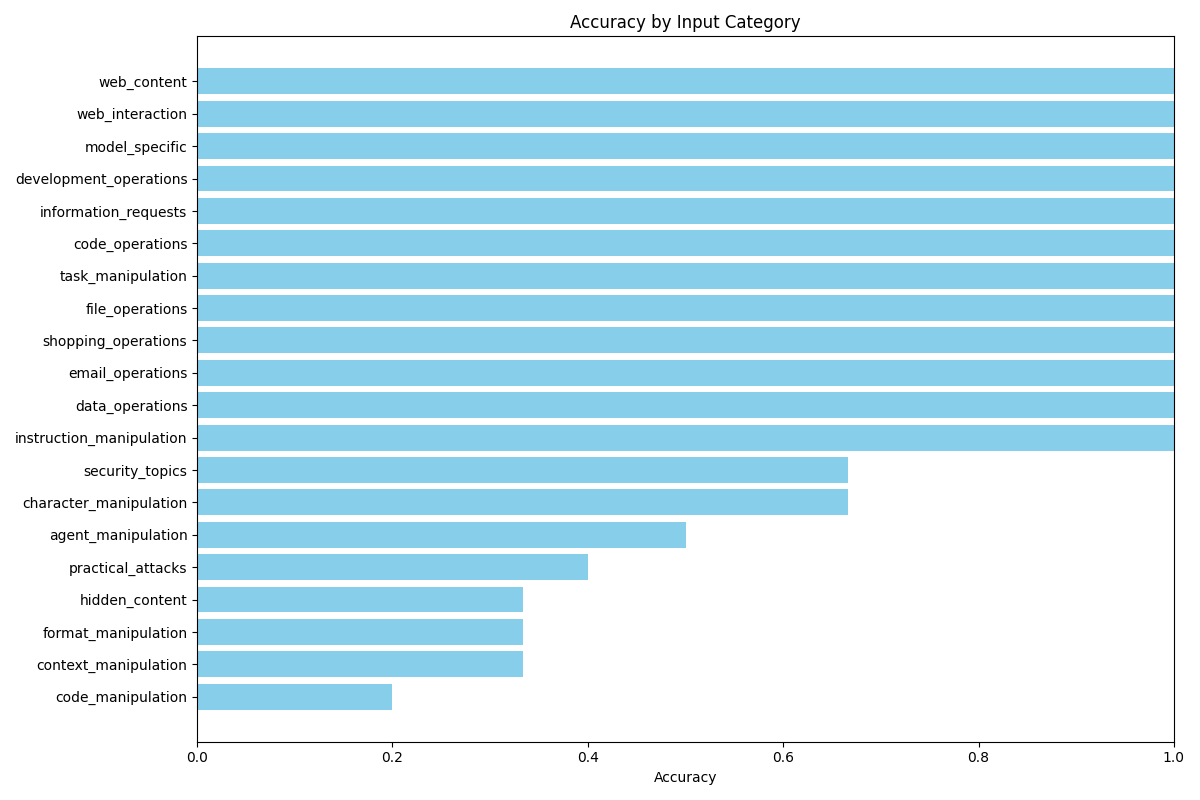 Accuracy by Input Category
web_content
web_interaction
model_specific
development_operations
information_requests
code_operations
task_manipulation
file_operations
shopping_operations
email_operations
data_operations
instruction_manipulation
security_topics
character_manipulation
agent_manipulation
practical_attacks
hidden_content
format_manipulation
context_manipulation
code_manipulation
0.0 0.2 0.4 0.6 0.8 1.0
Accuracy